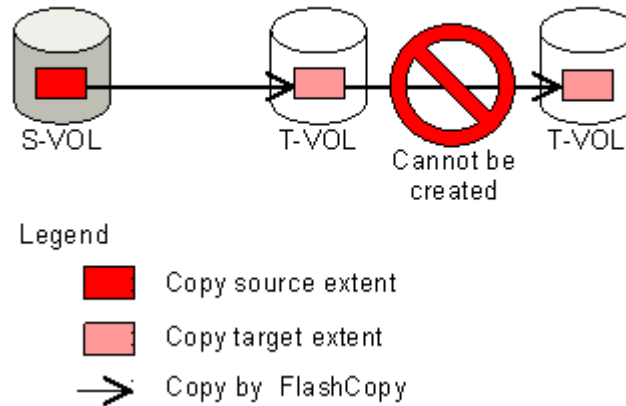 S-VOL
T-VOL
T-VOL
Cannot be
created
Legend
Copy source extent
Copy target extent
Copy by FlashCopy